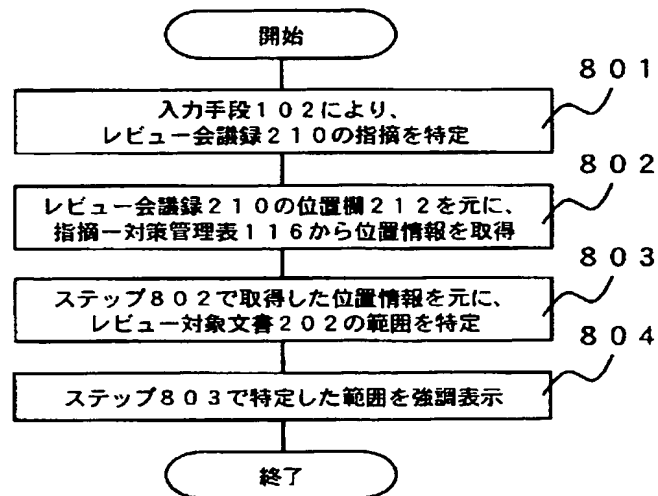 開始
801
入力手段102により、
レビュー会議録210の指摘を特定
802
レビュー会議録210の位置欄212を元に、
指摘ー対策管理表116から位置情報を取得
803
ステップ802で取得した位置情報を元に、
レビュー対象文書202の範囲を特定
804
ステップ803で特定した範囲を強調表示
終了